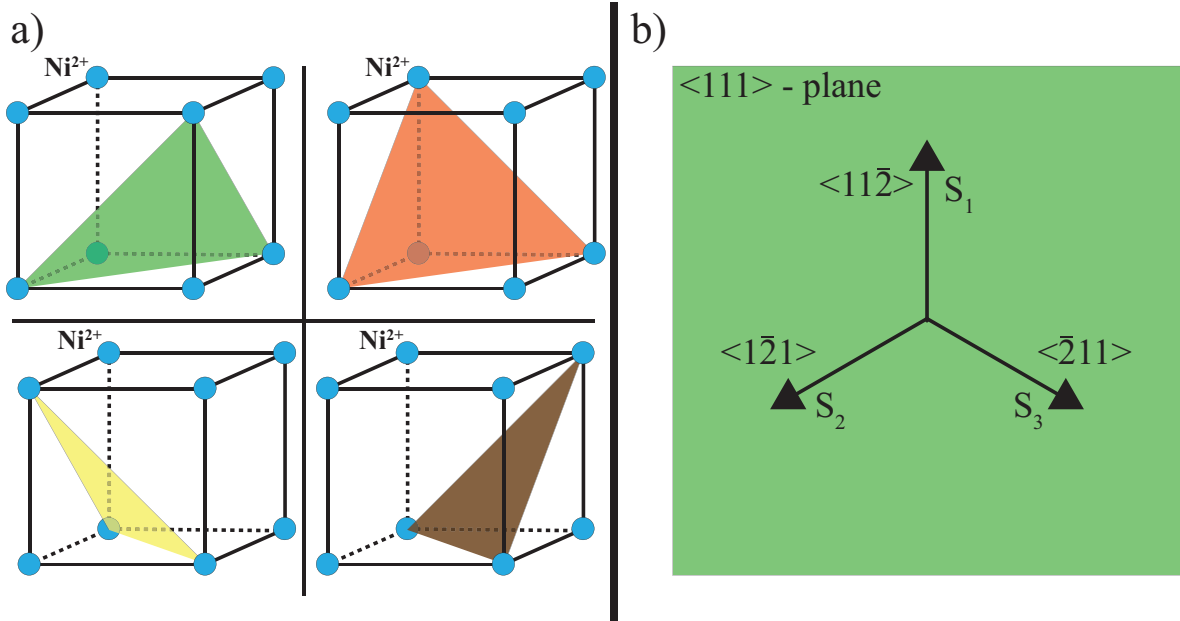 a)
Ni²⁺
Ni²⁺
Ni²⁺
Ni²⁺
b)
<111> - plane
<112̅>
S₁
<12̅1>
S₂
<2̅11>
S₃